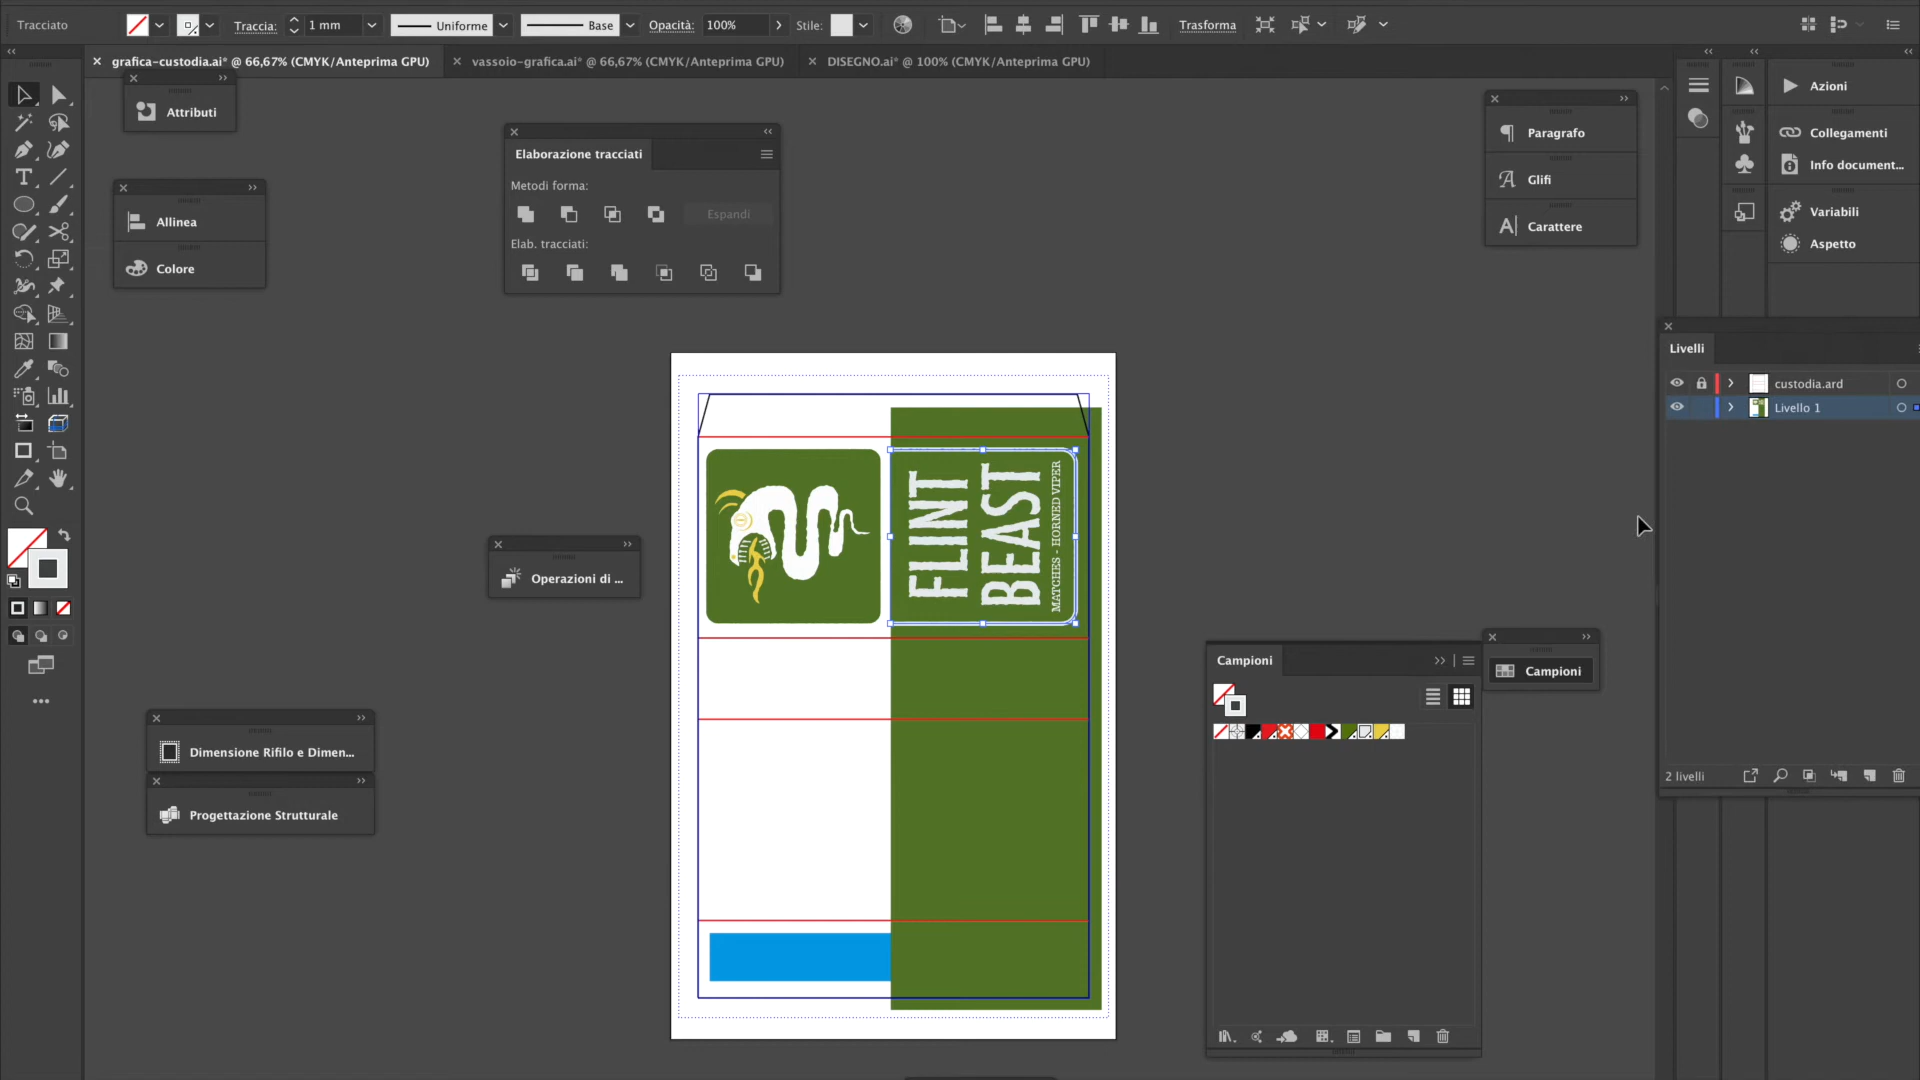 Tracciato
Traccia:
1 mm
Uniforme
Base
Opacità:
100%
Stile:
Trasforma
grafica-custodia.ai* @ 66,67% (CMYK/Anteprima GPU)
vassoio-grafica.ai* @ 66,67% (CMYK/Anteprima GPU)
DISEGNO.ai* @ 100% (CMYK/Anteprima GPU)
Attributi
Allinea
Colore
Elaborazione tracciati
Metodi forma:
Espandi
Elab. tracciati:
Paragrafo
Glifi
Carattere
Azioni
Collegamenti
Info document...
Variabili
Aspetto
Livelli
custodia.ard
Livello 1
2 livelli
FLINT
BEAST
MATCHES - HORNED VIPER
Operazioni di ...
Dimensione Rifilo e Dimen...
Progettazione Strutturale
Campioni
Campioni